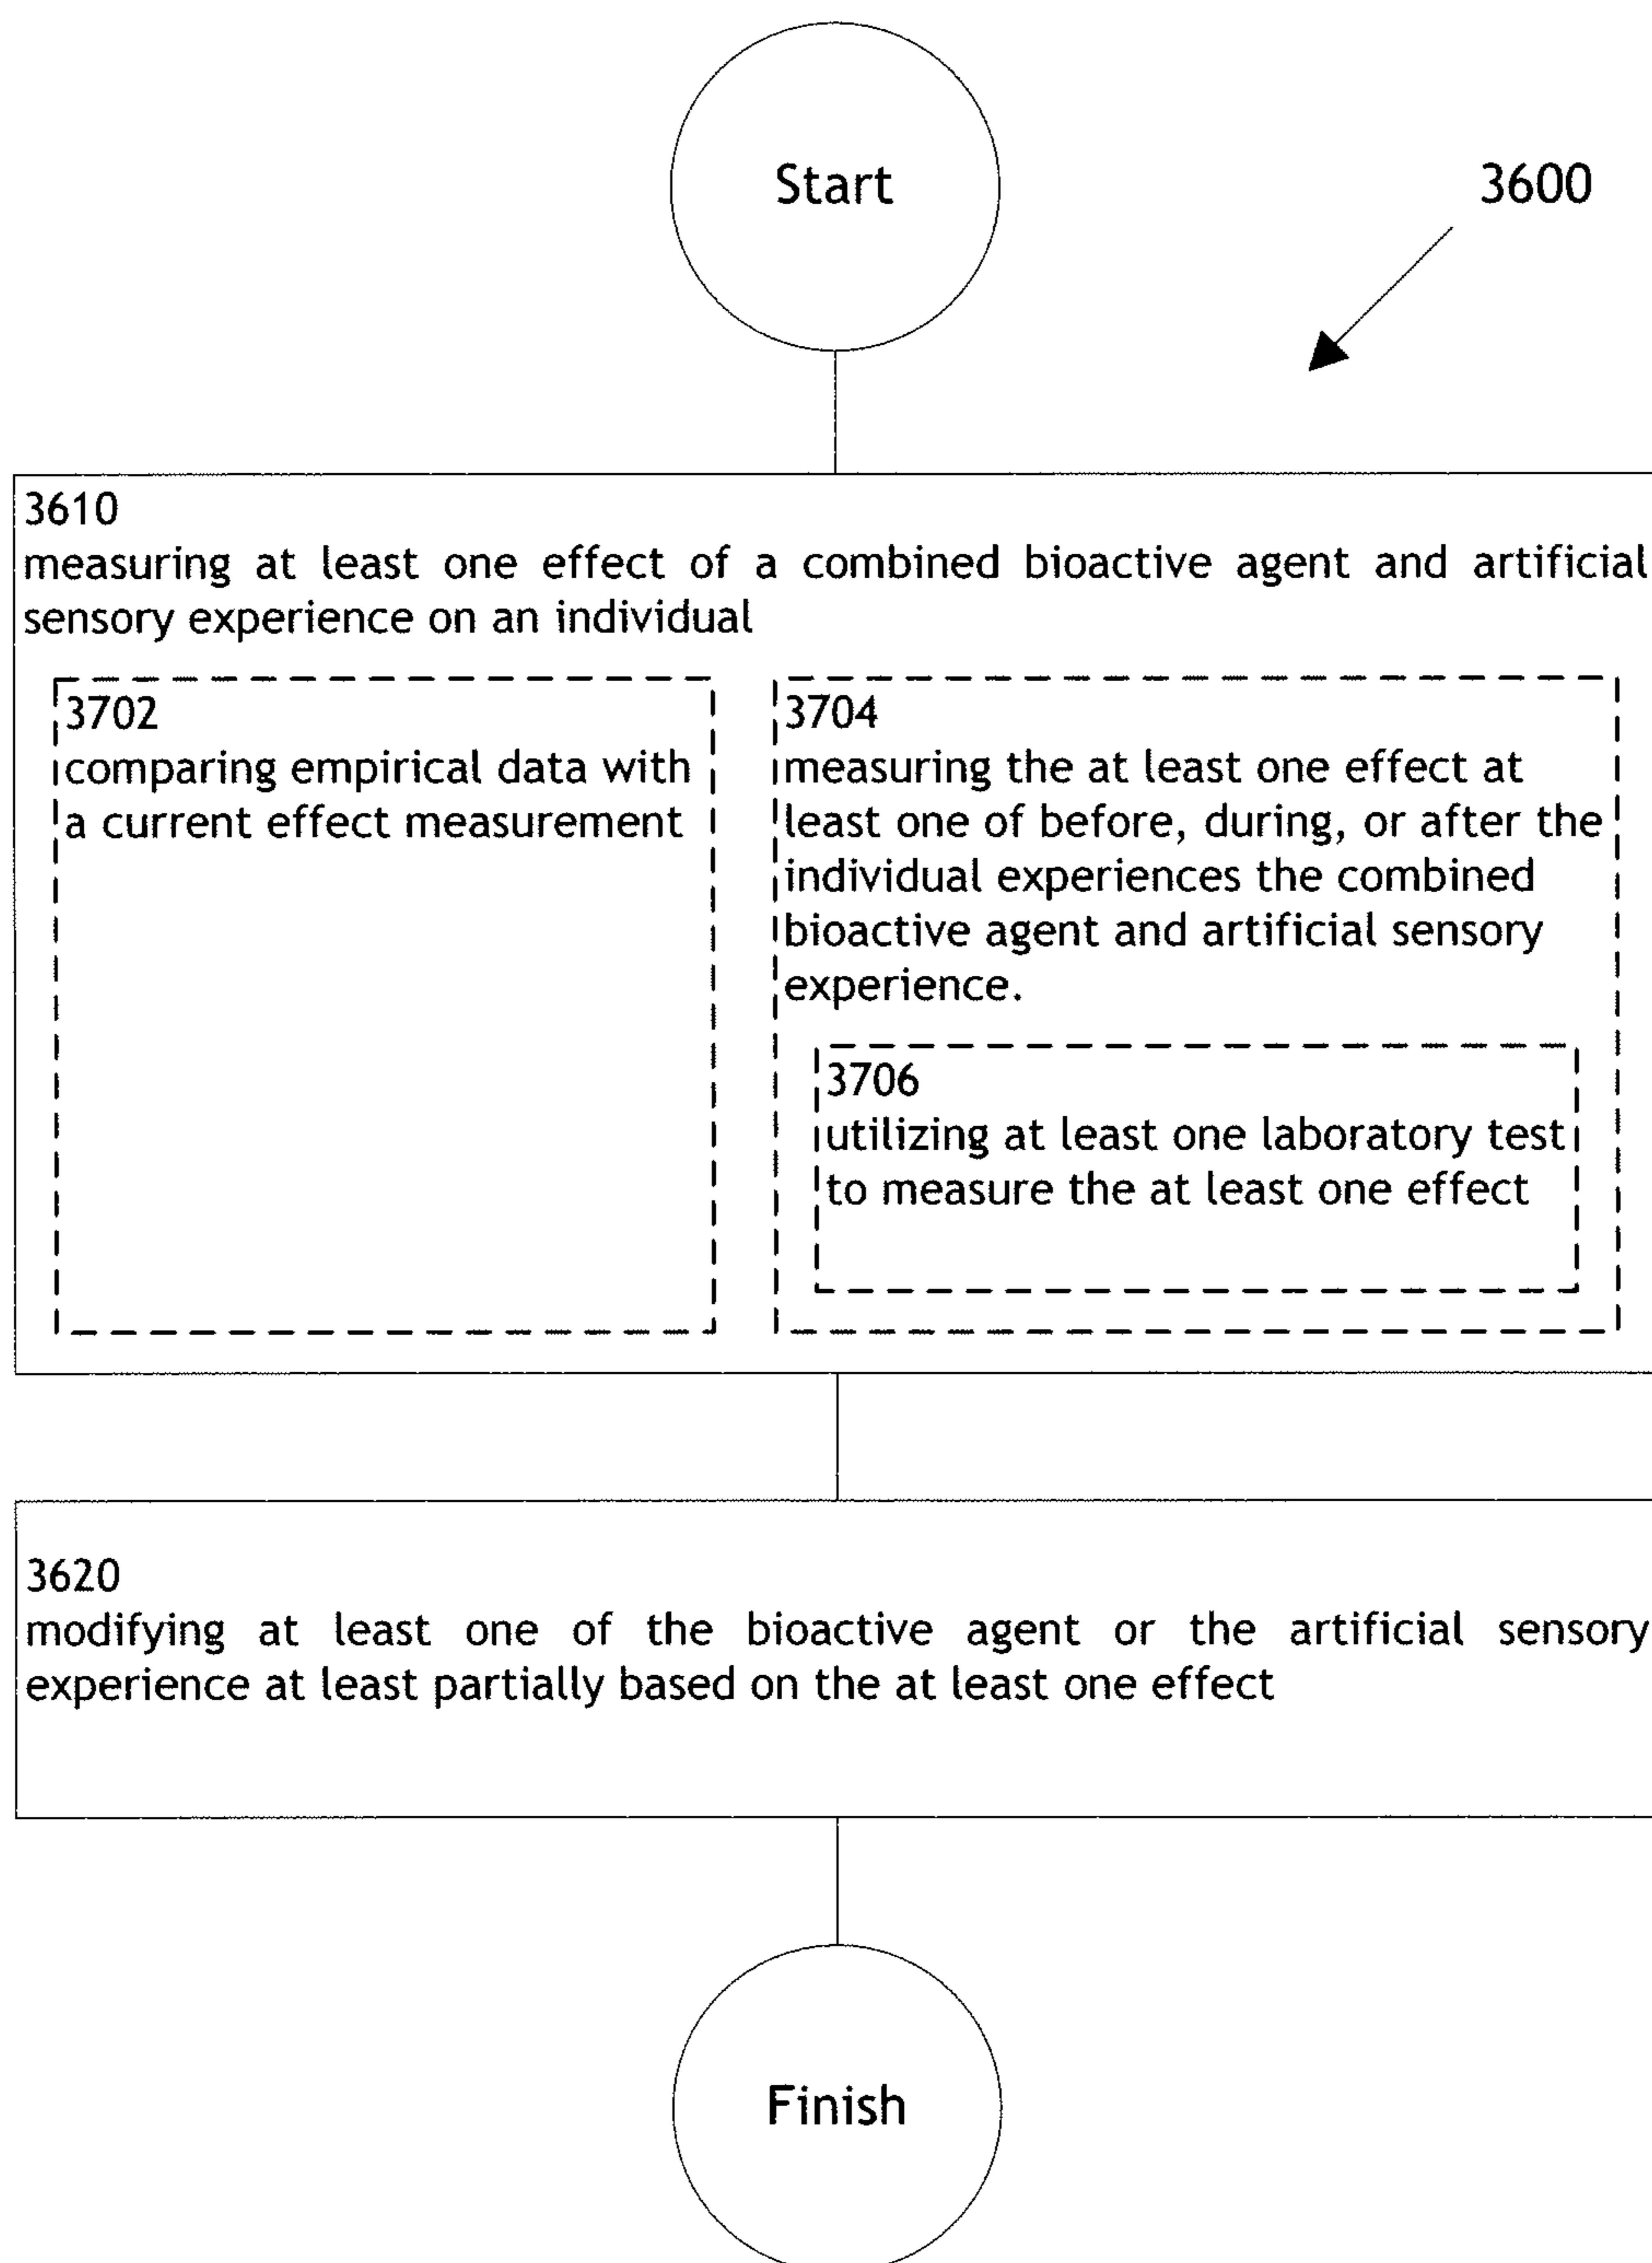 Start
3600
3610
measuring at least one effect of a combined bioactive agent and artificial
sensory experience on an individual
3702
comparing empirical data with
a current effect measurement
3704
measuring the at least one effect at
least one of before, during, or after the
individual experiences the combined
bioactive agent and artificial sensory
experience.
3706
utilizing at least one laboratory test
to measure the at least one effect
3620
modifying at least one of the bioactive agent or the artificial sensory
experience at least partially based on the at least one effect
Finish